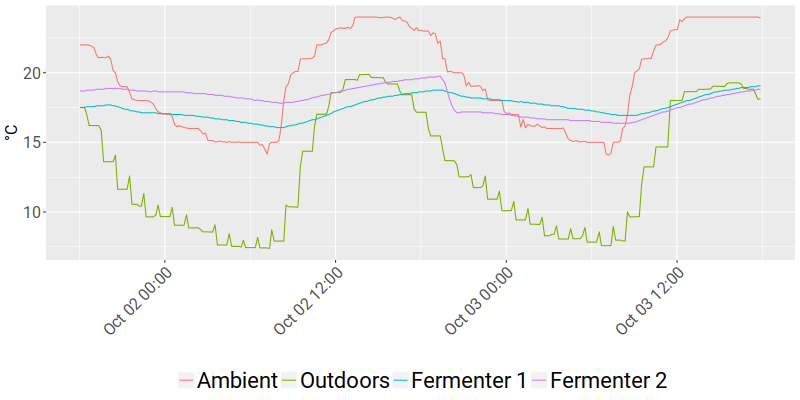 °C
20
15
10
Oct 02 00:00
Oct 02 12:00
Oct 03 00:00
Oct 03 12:00
Ambient Outdoors Fermenter 1 Fermenter 2